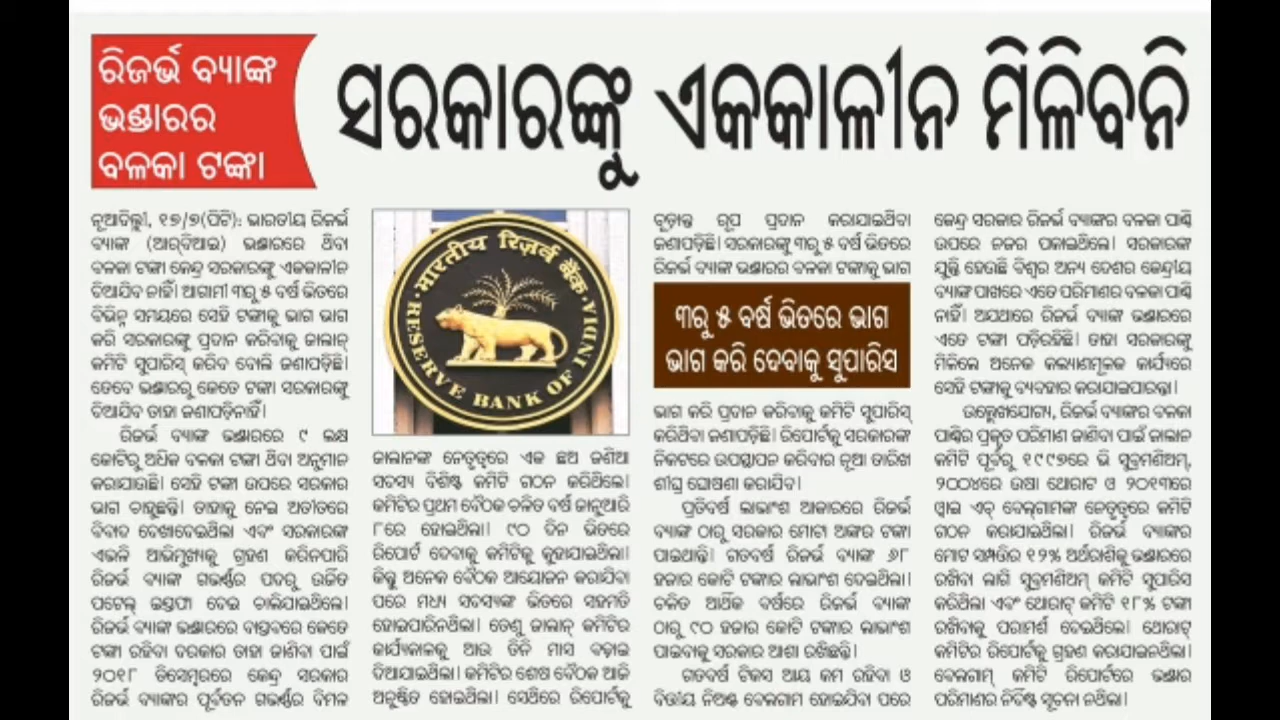 ରିଜର୍ଭ ବ୍ୟାଙ୍କ
ଭଣ୍ଡାରର
ବଳକା ଟଙ୍କା
ସରକାରଙ୍କୁ ଏକକାଳୀନ ମିଳିବନି
ନୂଆଦିଲ୍ଲୀ, ୧୭/୭(ପିଟି): ଭାରତୀୟ ରିଜର୍ଭ
ବ୍ୟାଙ୍କ (ଆର୍‌ବିଆଇ) ଭଣ୍ଡାରରେ ଥିବା
ବଳକା ଟଙ୍କା କେନ୍ଦ୍ର ସରକାରଙ୍କୁ ଏକକାଳୀନ
ଦିଆଯିବ ନାହିଁ। ଆଗାମୀ ୩ରୁ ୫ ବର୍ଷ ଭିତରେ
ବିଭିନ୍ନ ସମୟରେ ସେହି ଟଙ୍କାକୁ ଭାଗ ଭାଗ
କରି ସରକାରଙ୍କୁ ପ୍ରଦାନ କରିବାକୁ ଜାଲାନ୍
କମିଟି ସୁପାରିସ୍ କରିବ ବୋଲି ଜଣାପଡ଼ିଛି।
ତେବେ ଭଣ୍ଡାରରୁ କେତେ ଟଙ୍କା ସରକାରଙ୍କୁ
ଦିଆଯିବ ତାହା ଜଣାପଡ଼ିନାହିଁ।
ରିଜର୍ଭ ବ୍ୟାଙ୍କ ଭଣ୍ଡାରରେ ୯ ଲକ୍ଷ
କୋଟିରୁ ଅଧିକ ବଳକା ଟଙ୍କା ଥିବା ଅନୁମାନ
କରାଯାଉଛି। ସେହି ଟଙ୍କା ଉପରେ ସରକାର
ଭାଗ ଚାହୁଛନ୍ତି। ତାହାକୁ ନେଇ ଅତୀତରେ
ବିବାଦ ଦେଖାଦେଇଥିଲା ଏବଂ ସରକାରଙ୍କ
ଏଭଳି ଆଭିମୁଖ୍ୟକୁ ଗ୍ରହଣ କରିନପାରି
ରିଜର୍ଭ ବ୍ୟାଙ୍କ ଗଭର୍ଣ୍ଣର ପଦରୁ ଉର୍ଜିତ
ପଟେଲ୍ ଇସ୍ତଫା ଦେଇ ଚାଲିଯାଇଥିଲେ।
ରିଜର୍ଭ ବ୍ୟାଙ୍କ ଭଣ୍ଡାରରେ ବାସ୍ତବରେ କେତେ
ଟଙ୍କା ରହିବା ଦରକାର ତାହା ଜାଣିବା ପାଇଁ
୨୦୧୮ ଡିସେମ୍ବରରେ କେନ୍ଦ୍ର ସରକାର
ରିଜର୍ଭ ବ୍ୟାଙ୍କର ପୂର୍ବତନ ଗଭର୍ଣ୍ଣର ବିମଳ
भारतीय रिज़र्व बैंक
RESERVE BANK OF INDIA
ଜାଲାନଙ୍କ ନେତୃତ୍ୱରେ ଏକ ଛଅ ଜଣିଆ
ସଦସ୍ୟ ବିଶିଷ୍ଟ କମିଟି ଗଠନ କରିଥିଲେ।
କମିଟିର ପ୍ରଥମ ବୈଠକ ଚଳିତ ବର୍ଷ ଜାନୁଆରି
୮ରେ ହୋଇଥିଲା। ୯୦ ଦିନ ଭିତରେ
ରିପୋର୍ଟ ଦେବାକୁ କମିଟିକୁ କୁହାଯାଇଥିଲା।
କିନ୍ତୁ ଅନେକ ବୈଠକ ଆୟୋଜନ କରାଯିବା
ପରେ ମଧ୍ୟ ସଦସ୍ୟଙ୍କ ଭିତରେ ସହମତି
ହୋଇପାରିନଥିଲା। ତେଣୁ ଜାଲାନ୍ କମିଟିର
କାର୍ଯ୍ୟକାଳକୁ ଆଉ ତିନି ମାସ ବଢ଼ାଇ
ଦିଆଯାଇଥିଲା। କମିଟିର ଶେଷ ବୈଠକ ଆଜି
ଅନୁଷ୍ଠିତ ହୋଇଥିଲା। ସେଥିରେ ରିପୋର୍ଟକୁ
ଚୂଡ଼ାନ୍ତ ରୂପ ପ୍ରଦାନ କରାଯାଇଥିବା
ଜଣାପଡ଼ିଛି। ସରକାରଙ୍କୁ ୩ରୁ ୫ ବର୍ଷ ଭିତରେ
ରିଜର୍ଭ ବ୍ୟାଙ୍କ ଭଣ୍ଡାରର ବଳକା ଟଙ୍କାକୁ ଭାଗ
୩ରୁ ୫ ବର୍ଷ ଭିତରେ ଭାଗ
ଭାଗ କରି ଦେବାକୁ ସୁପାରିସ
ଭାଗ କରି ପ୍ରଦାନ କରିବାକୁ କମିଟି ସୁପାରିସ୍
କରିଥିବା ଜଣାପଡ଼ିଛି। ରିପୋର୍ଟକୁ ସରକାରଙ୍କ
ନିକଟରେ ଉପସ୍ଥାପନ କରିବାର ନୂଆ ତାରିଖ
ଶୀଘ୍ର ଘୋଷଣା କରାଯିବ।
ପ୍ରତିବର୍ଷ ଲାଭାଂଶ ଆକାରରେ ରିଜର୍ଭ
ବ୍ୟାଙ୍କ ଠାରୁ ସରକାର ମୋଟା ଅଙ୍କର ଟଙ୍କା
ପାଇଥାନ୍ତି। ଗତବର୍ଷ ରିଜର୍ଭ ବ୍ୟାଙ୍କ ୬୮
ହଜାର କୋଟି ଟଙ୍କାର ଲାଭାଂଶ ଦେଇଥିଲା।
ଚଳିତ ଆର୍ଥିକ ବର୍ଷରେ ରିଜର୍ଭ ବ୍ୟାଙ୍କ
ଠାରୁ ୯୦ ହଜାର କୋଟି ଟଙ୍କାର ଲାଭାଂଶ
ପାଇବାକୁ ସରକାର ଆଶା ରଖିଛନ୍ତି।
ଗତବର୍ଷ ଟିକସ ଆୟ କମ ରହିବା ଓ
ବିତ୍ତୀୟ ନିଅଣ୍ଟ ବେଲଗାମ ହୋଇଯିବା ପରେ
କେନ୍ଦ୍ର ସରକାର ରିଜର୍ଭ ବ୍ୟାଙ୍କର ବଳକା ପାଣ୍ଠି
ଉପରେ ନଜର ପକାଇଥିଲେ। ସରକାରଙ୍କ
ଯୁକ୍ତି ହେଉଛି ବିଶ୍ୱର ଅନ୍ୟ ଦେଶର କେନ୍ଦ୍ରୀୟ
ବ୍ୟାଙ୍କ ପାଖରେ ଏତେ ପରିମାଣର ବଳକା ପାଣ୍ଠି
ନାହିଁ। ଅଯଥାରେ ରିଜର୍ଭ ବ୍ୟାଙ୍କ ଭଣ୍ଡାରରେ
ଏତେ ଟଙ୍କା ପଡ଼ିରହିଛି। ତାହା ସରକାରଙ୍କୁ
ମିଳିଲେ ଅନେକ କଲ୍ୟାଣମୂଳକ କାର୍ଯ୍ୟରେ
ସେହି ଟଙ୍କାକୁ ବ୍ୟବହାର କରାଯାଇପାରନ୍ତା।
ଉଲ୍ଲେଖଯୋଗ୍ୟ, ରିଜର୍ଭ ବ୍ୟାଙ୍କର ବଳକା
ପାଣ୍ଠିର ପ୍ରକୃତ ପରିମାଣ ଜାଣିବା ପାଇଁ ଜାଲାନ
କମିଟି ପୂର୍ବରୁ ୧୯୯୭ରେ ଭି ସୁବ୍ରମଣିଅମ୍,
୨୦୦୪ରେ ଉଷା ଥୋରାଟ ଓ ୨୦୧୩ରେ
ୱାଇ ଏଚ୍ ବେଲ୍‌ଗାମଙ୍କ ନେତୃତ୍ୱରେ କମିଟି
ଗଠନ କରାଯାଇଥିଲା। ରିଜର୍ଭ ବ୍ୟାଙ୍କର
ମୋଟ ସମ୍ପତ୍ତିର ୧୨% ଅର୍ଥରାଶିକୁ ଭଣ୍ଡାରରେ
ରଖିବା ଲାଗି ସୁବ୍ରମଣିଅମ୍ କମିଟି ସୁପାରିସ
କରିଥିଲା ଏବଂ ଥୋରାଟ୍ କମିଟି ୧୮% ଟଙ୍କା
ରଖିବାକୁ ପରାମର୍ଶ ଦେଇଥିଲା। ଥୋରାଟ୍
କମିଟିର ରିପୋର୍ଟକୁ ଗ୍ରହଣ କରାଯାଇନଥିଲା।
ବେଲଗାମ୍ କମିଟି ରିପୋର୍ଟରେ ଭଣ୍ଡାର
ପରିମାଣର ନିର୍ଦ୍ଦିଷ୍ଟ ସୂଚନା ନଥିଲା।